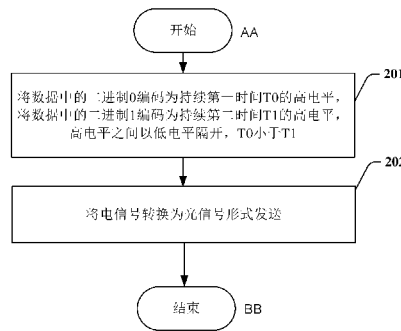 开始
AA
201
将数据中的二进制0编码为持续第一时间T0的高电平，
将数据中的二进制1编码为持续第二时间T1的高电平，
高电平之间以低电平隔开，T0小于T1
202
将电信号转换为光信号形式发送
结束
BB